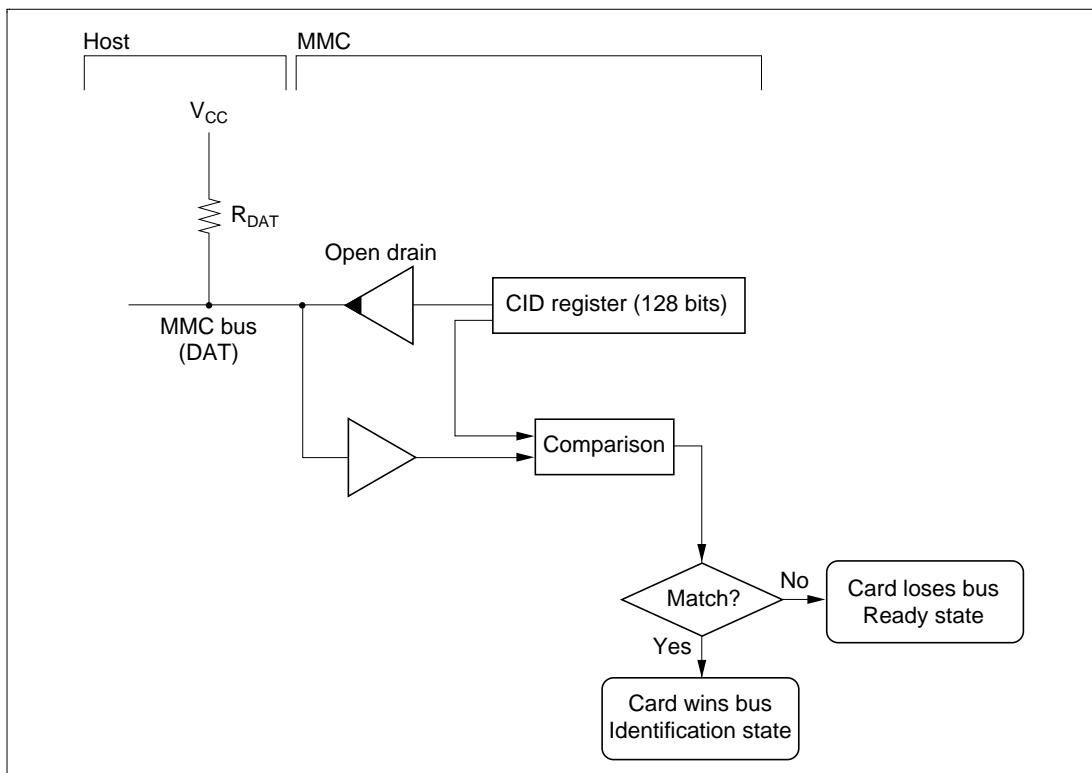 Host
MMC
VCC
RDAT
Open drain
CID register (128 bits)
MMC bus
(DAT)
Comparison
Match?
No
Card loses bus
Ready state
Yes
Card wins bus
Identification state